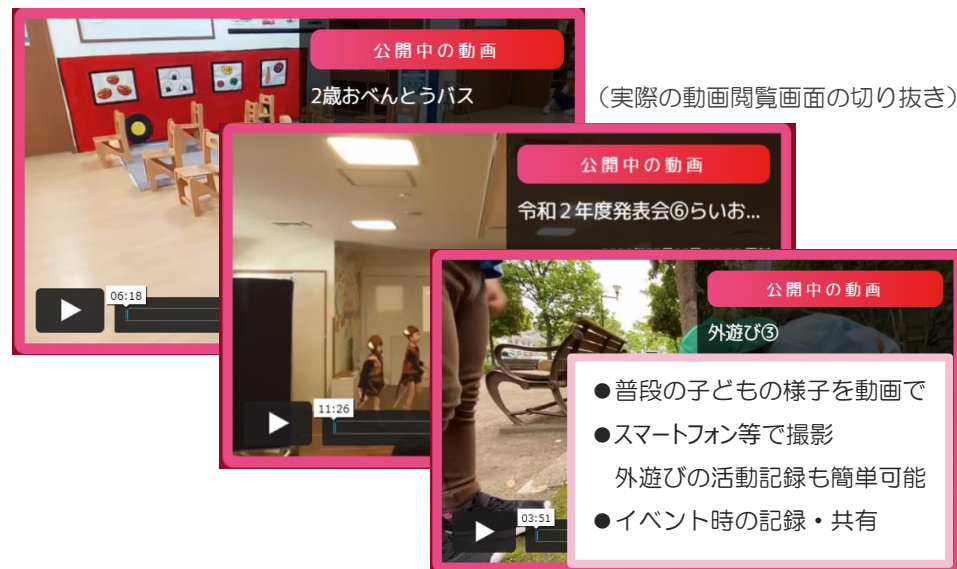 公開中の動画
2歳おべんとうバス
(実際の動画閲覧画面の切り抜き)
06:18
公開中の動画
令和2年度発表会⑥らいお...
11:26
公開中の動画
外遊び③
03:51
●普段の子どもの様子を動画で
●スマートフォン等で撮影
外遊びの活動記録も簡単可能
●イベント時の記録・共有